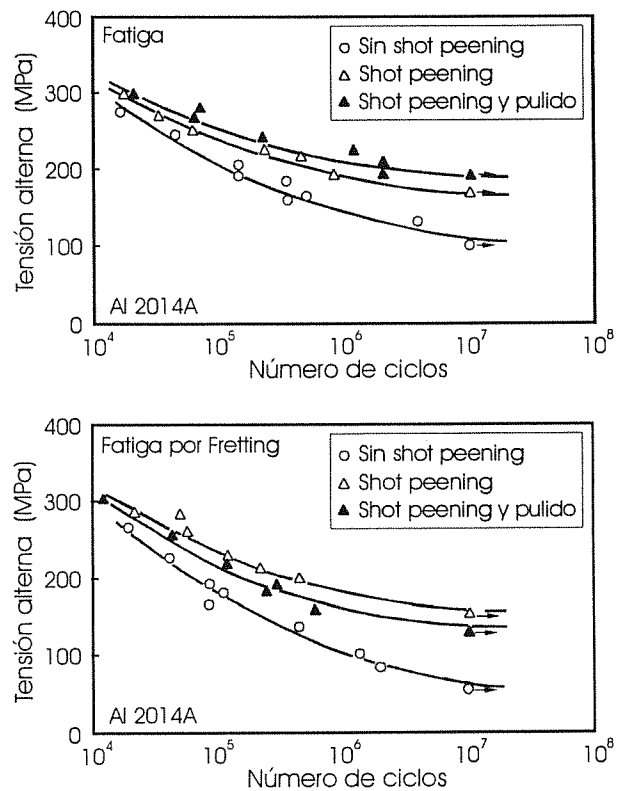 Fatiga
Sin shot peening
Shot peening
Shot peening y pulido
Tensión alterna (MPa)
400
300
200
100
0
Al 2014A
10⁴
10⁵
10⁶
10⁷
10⁸
Número de ciclos
Fatiga por Fretting
Sin shot peening
Shot peening
Shot peening y pulido
Tensión alterna (MPa)
400
300
200
100
0
Al 2014A
10⁴
10⁵
10⁶
10⁷
10⁸
Número de ciclos